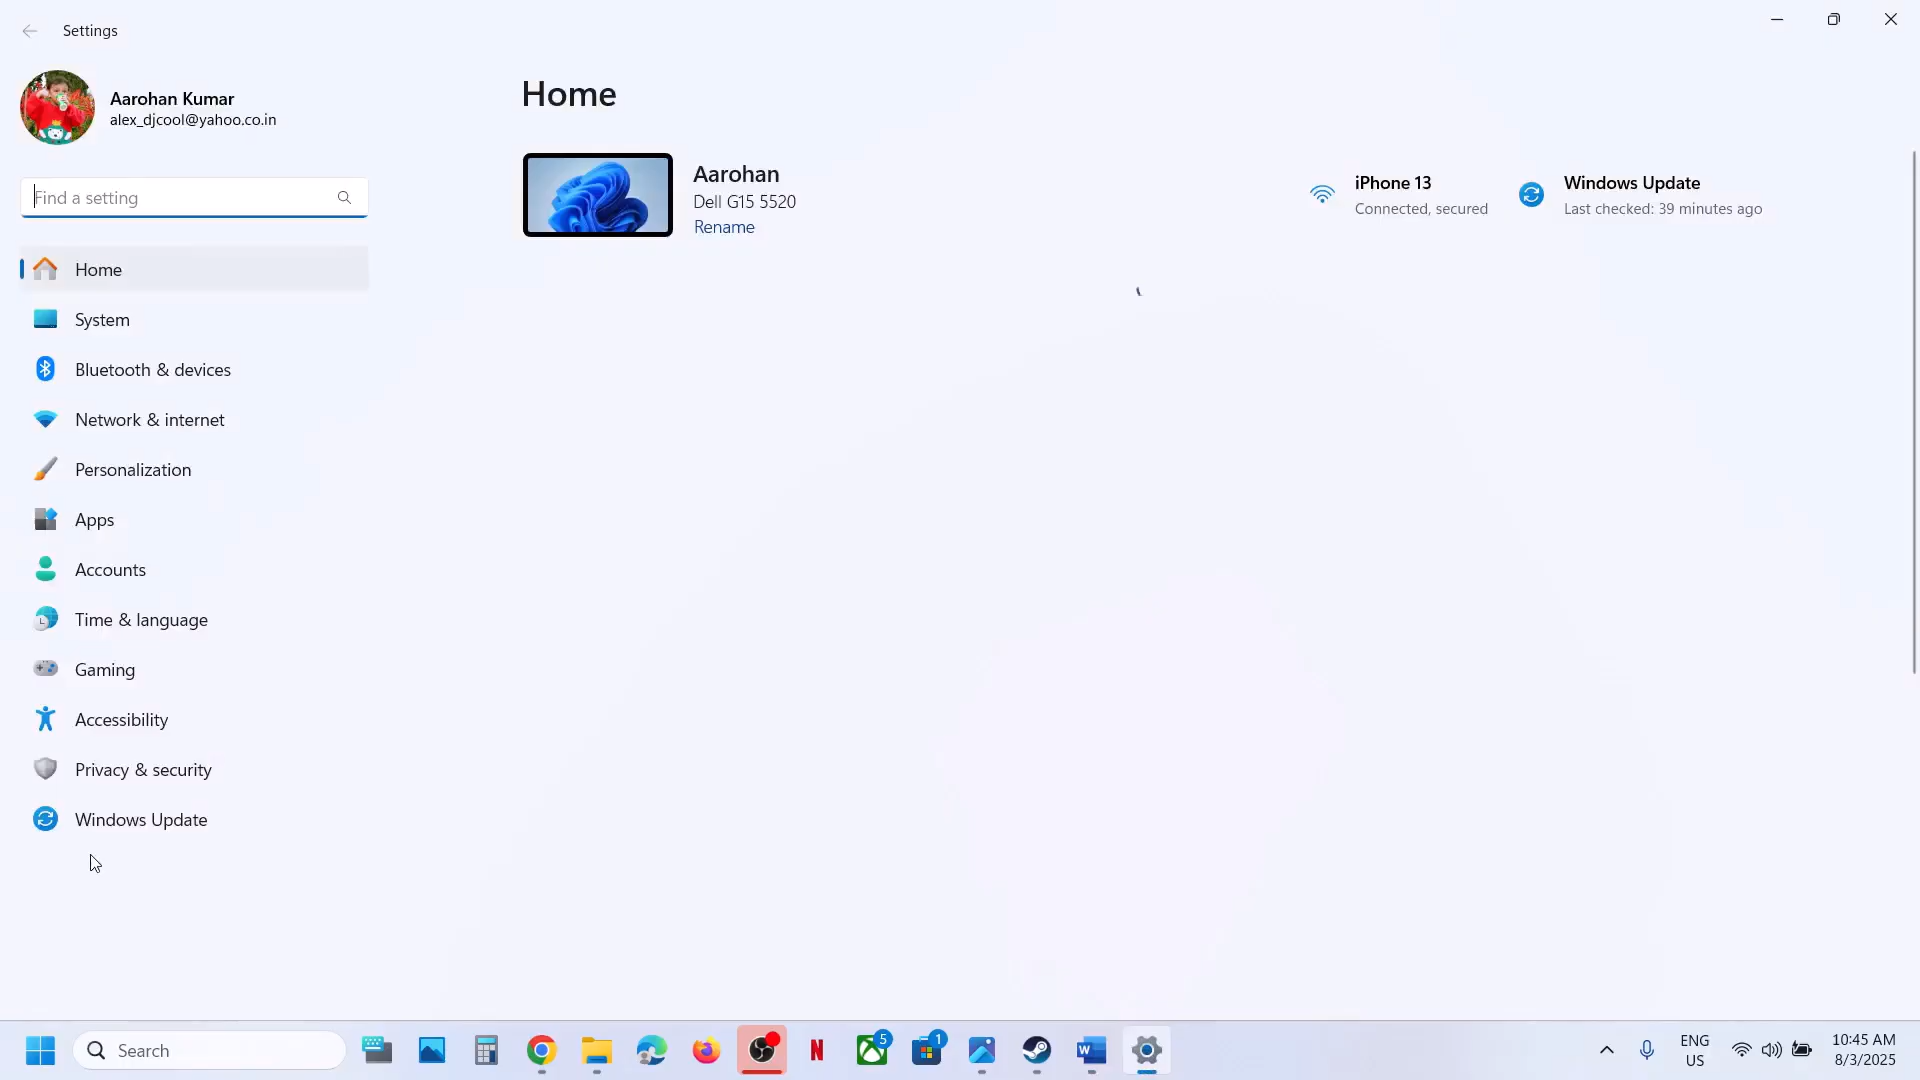 Settings
Aarohan Kumar
alex_djcool@yahoo.co.in
Find a setting
Home
System
Bluetooth & devices
Network & internet
Personalization
Apps
Accounts
Time & language
Gaming
Accessibility
Privacy & security
Windows Update
Home
Aarohan
Dell G15 5520
Rename
iPhone 13
Connected, secured
Windows Update
Last checked: 39 minutes ago
Search
N
5
1
W
ENG
US
10:45 AM
8/3/2025